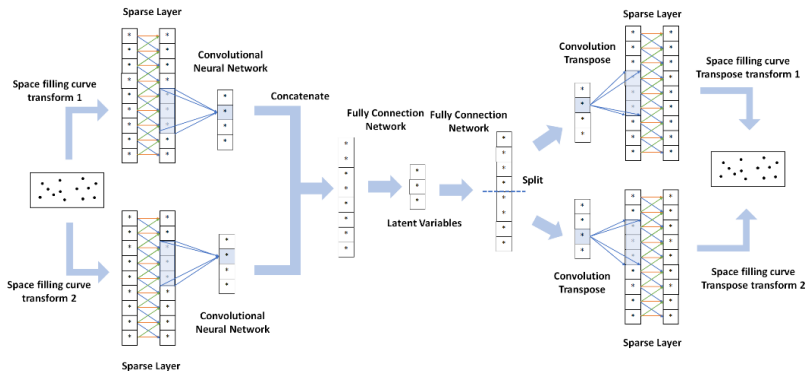 Sparse Layer
Space filling curve
transform 1
Convolutional
Neural Network
Concatenate
Space filling curve
transform 2
Convolutional
Neural Network
Sparse Layer
Fully Connection
Network
Latent Variables
Fully Connection
Network
Split
Convolution
Transpose
Sparse Layer
Space filling curve
Transpose transform 1
Convolution
Transpose
Space filling curve
Transpose transform 2
Sparse Layer